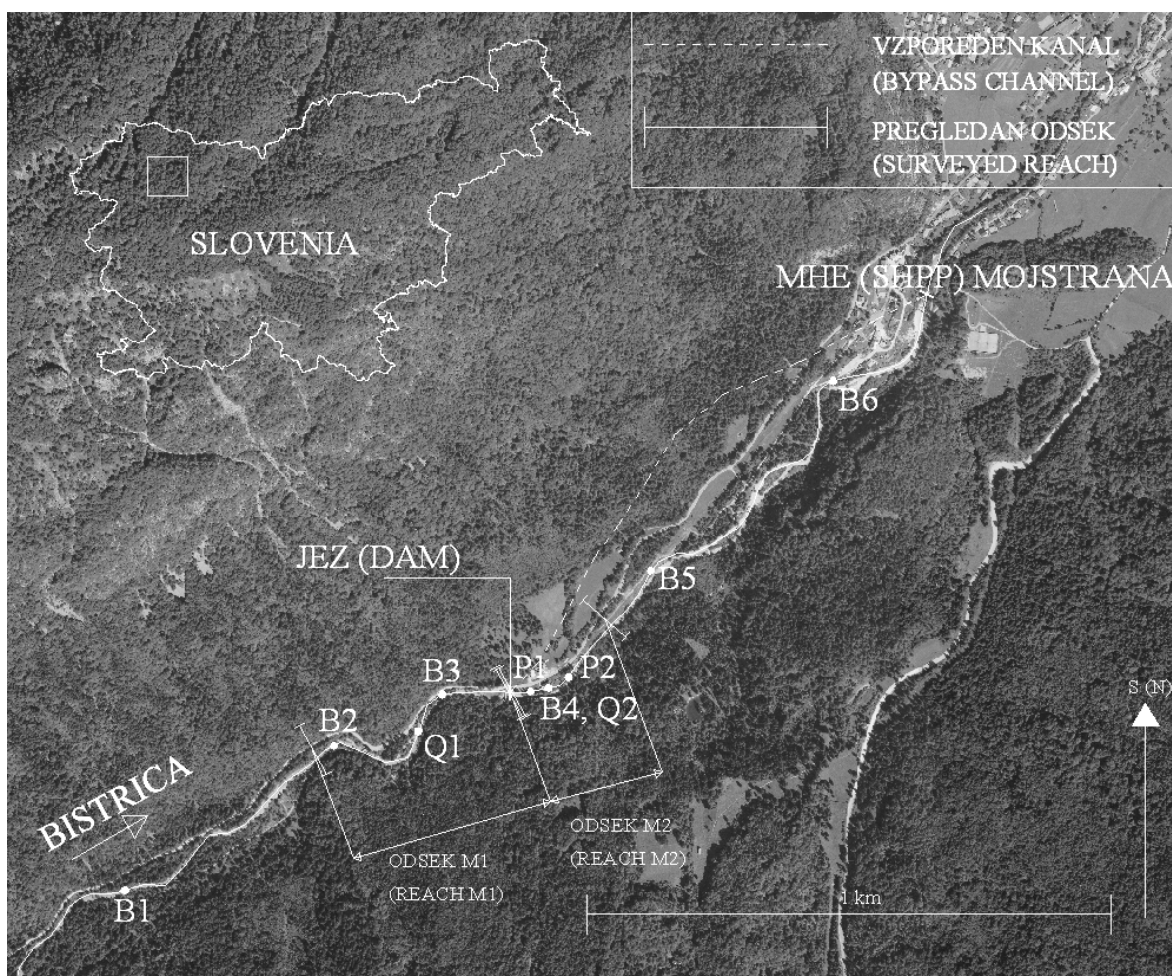 VZPOREDEN KANAL
(BYPASS CHANNEL)
PREGLEDAN ODSEK
(SURVEYED REACH)
SLOVENIA
MHE (SHPP) MOJSTRANA
B6
JEZ (DAM)
B5
B3
P1
P2
B4, Q2
B2
Q1
S (N)
BISTRICA
ODSEK M2
(REACH M2)
ODSEK M1
(REACH M1)
B1
1 km